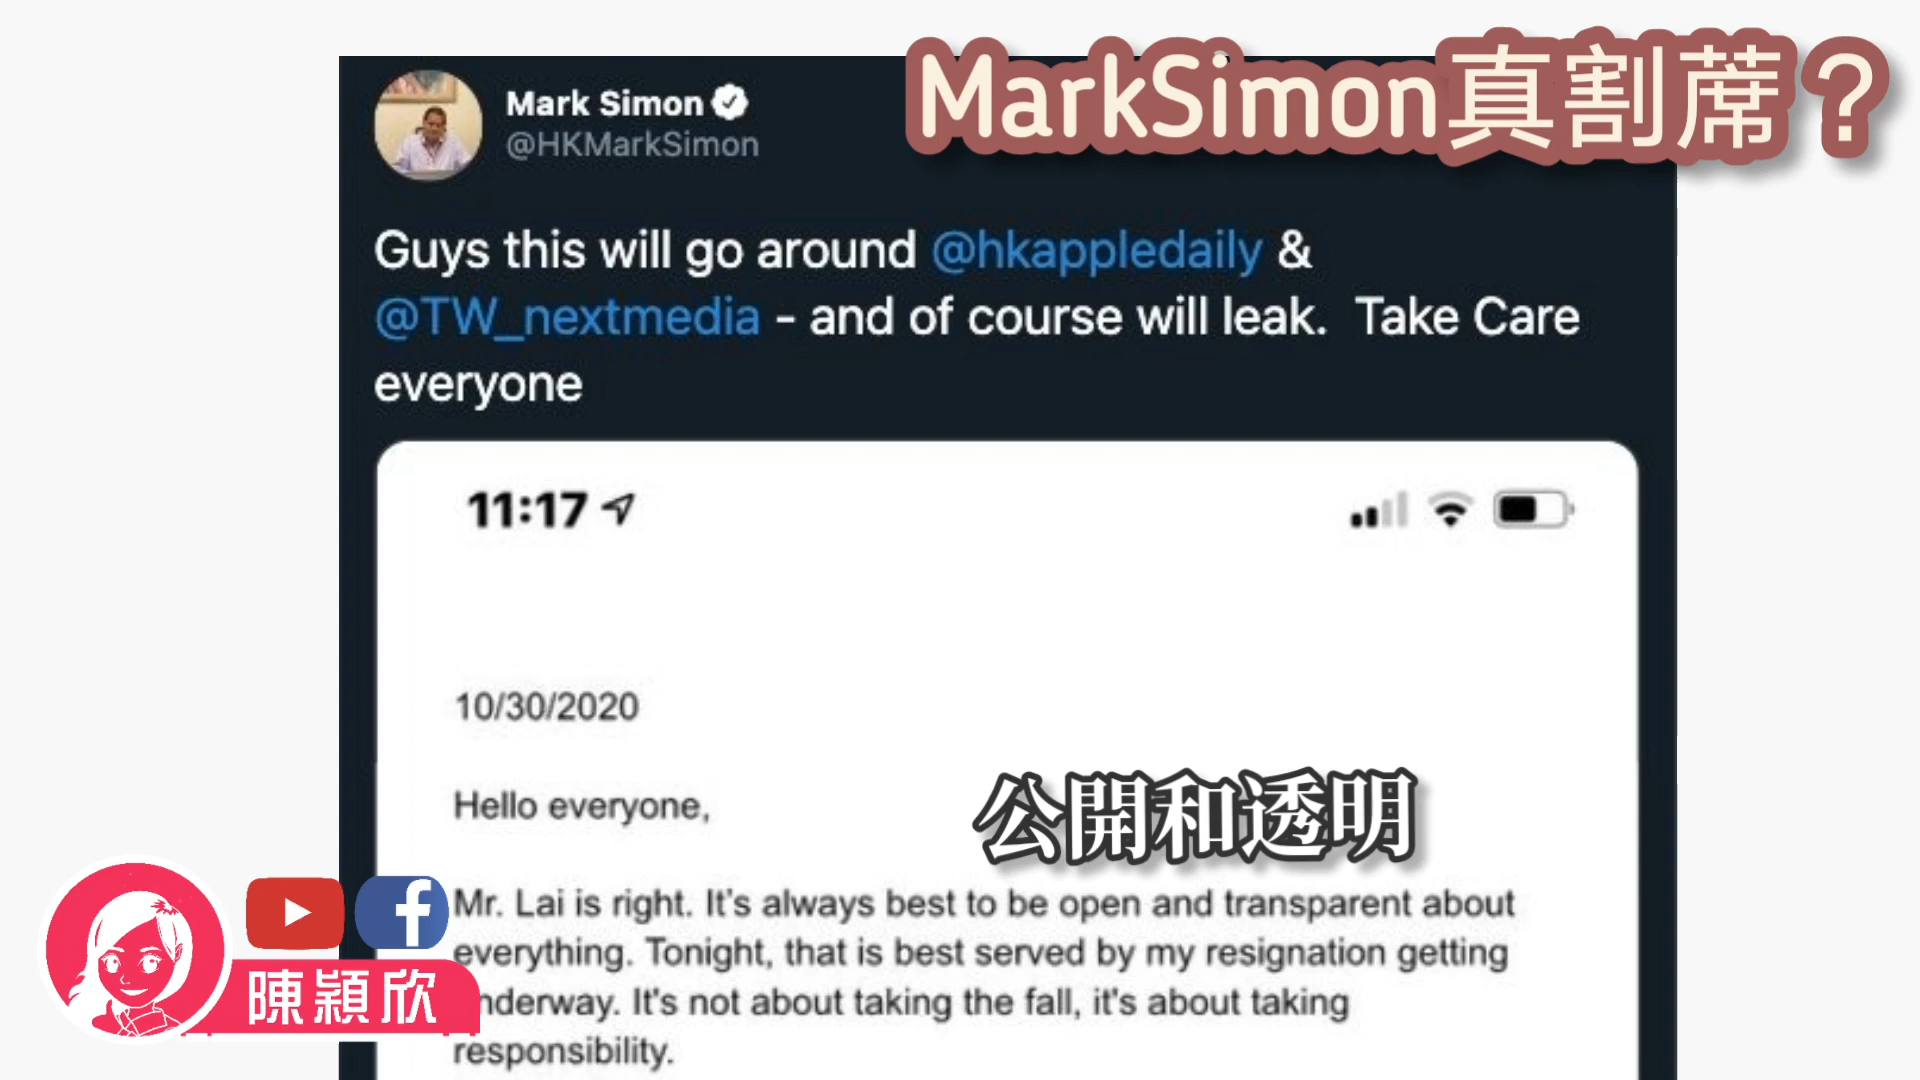 MarkSimon真割蓆？
Mark Simon
@HKMarkSimon
Guys this will go around @hkappledaily &
@TW_nextmedia - and of course will leak. Take Care
everyone
11:17
10/30/2020
Hello everyone,
公開和透明
Mr. Lai is right. It's always best to be open and transparent about
everything. Tonight, that is best served by my resignation getting
nderway. It's not about taking the fall, it's about taking
responsibility.
陳穎欣